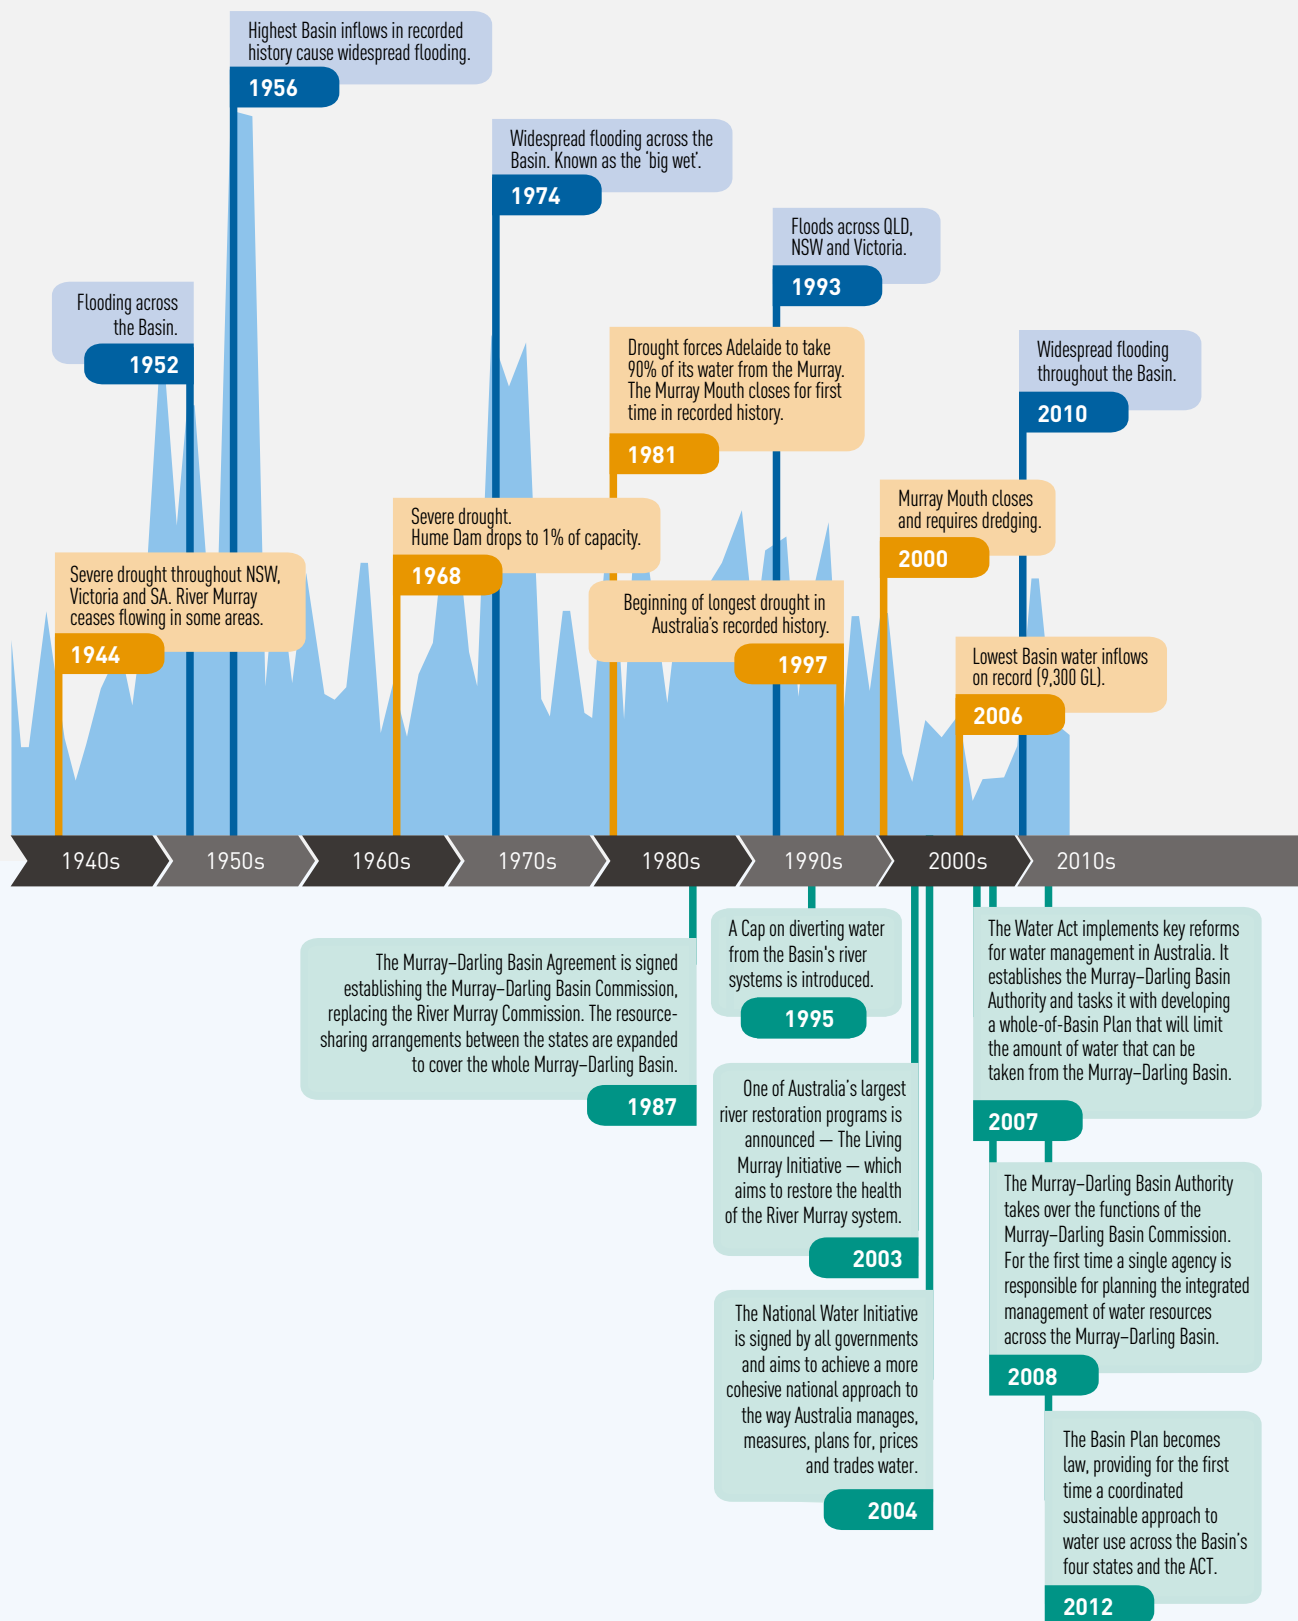 Highest Basin inflows in recorded
history cause widespread flooding.
1956
Widespread flooding across the
Basin. Known as the ‘big wet’.
1974
Floods across QLD,
NSW and Victoria.
1993
Flooding across
the Basin.
1952
Drought forces Adelaide to take
90% of its water from the Murray.
The Murray Mouth closes for first
time in recorded history.
1981
Widespread flooding
throughout the Basin.
2010
Severe drought.
Hume Dam drops to 1% of capacity.
1968
Murray Mouth closes
and requires dredging.
2000
Severe drought throughout NSW,
Victoria and SA. River Murray
ceases flowing in some areas.
1944
Beginning of longest drought in
Australia’s recorded history.
1997
Lowest Basin water inflows
on record (9,300 GL).
2006
1940s
1950s
1960s
1970s
1980s
1990s
2000s
2010s
The Murray–Darling Basin Agreement is signed
establishing the Murray–Darling Basin Commission,
replacing the River Murray Commission. The resource-
sharing arrangements between the states are expanded
to cover the whole Murray–Darling Basin.
1987
A Cap on diverting water
from the Basin's river
systems is introduced.
1995
One of Australia’s largest
river restoration programs is
announced — The Living
Murray Initiative — which
aims to restore the health
of the River Murray system.
2003
The National Water Initiative
is signed by all governments
and aims to achieve a more
cohesive national approach to
the way Australia manages,
measures, plans for, prices
and trades water.
2004
The Water Act implements key reforms
for water management in Australia. It
establishes the Murray–Darling Basin
Authority and tasks it with developing
a whole-of-Basin Plan that will limit
the amount of water that can be
taken from the Murray–Darling Basin.
2007
The Murray–Darling Basin Authority
takes over the functions of the
Murray–Darling Basin Commission.
For the first time a single agency is
responsible for planning the integrated
management of water resources
across the Murray–Darling Basin.
2008
The Basin Plan becomes
law, providing for the first
time a coordinated
sustainable approach to
water use across the Basin’s
four states and the ACT.
2012